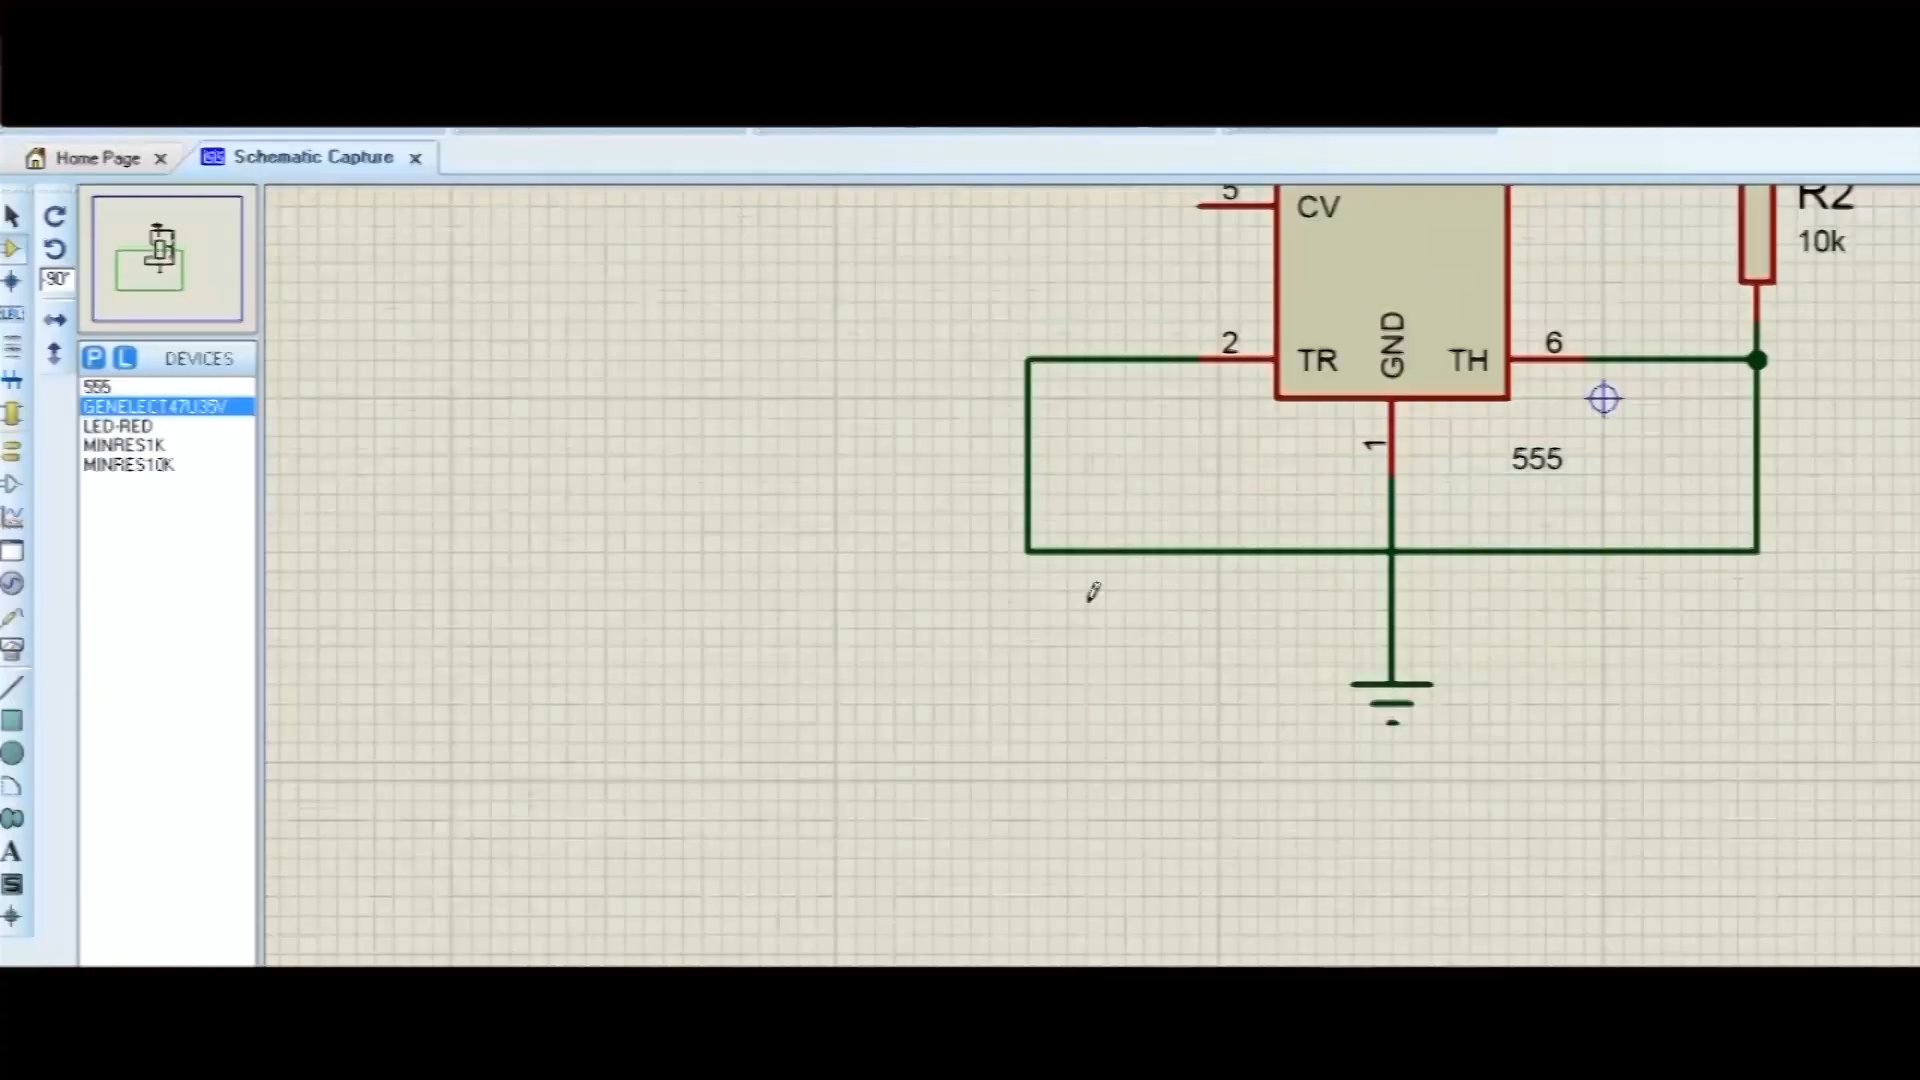 Home Page
Schematic Capture
-90°
P L DEVICES
555
GENELECT47U35V
LED-RED
MINRES1K
MINRES10K
A
S
5
CV
R2
10k
2
TR
GND
TH
6
1
555